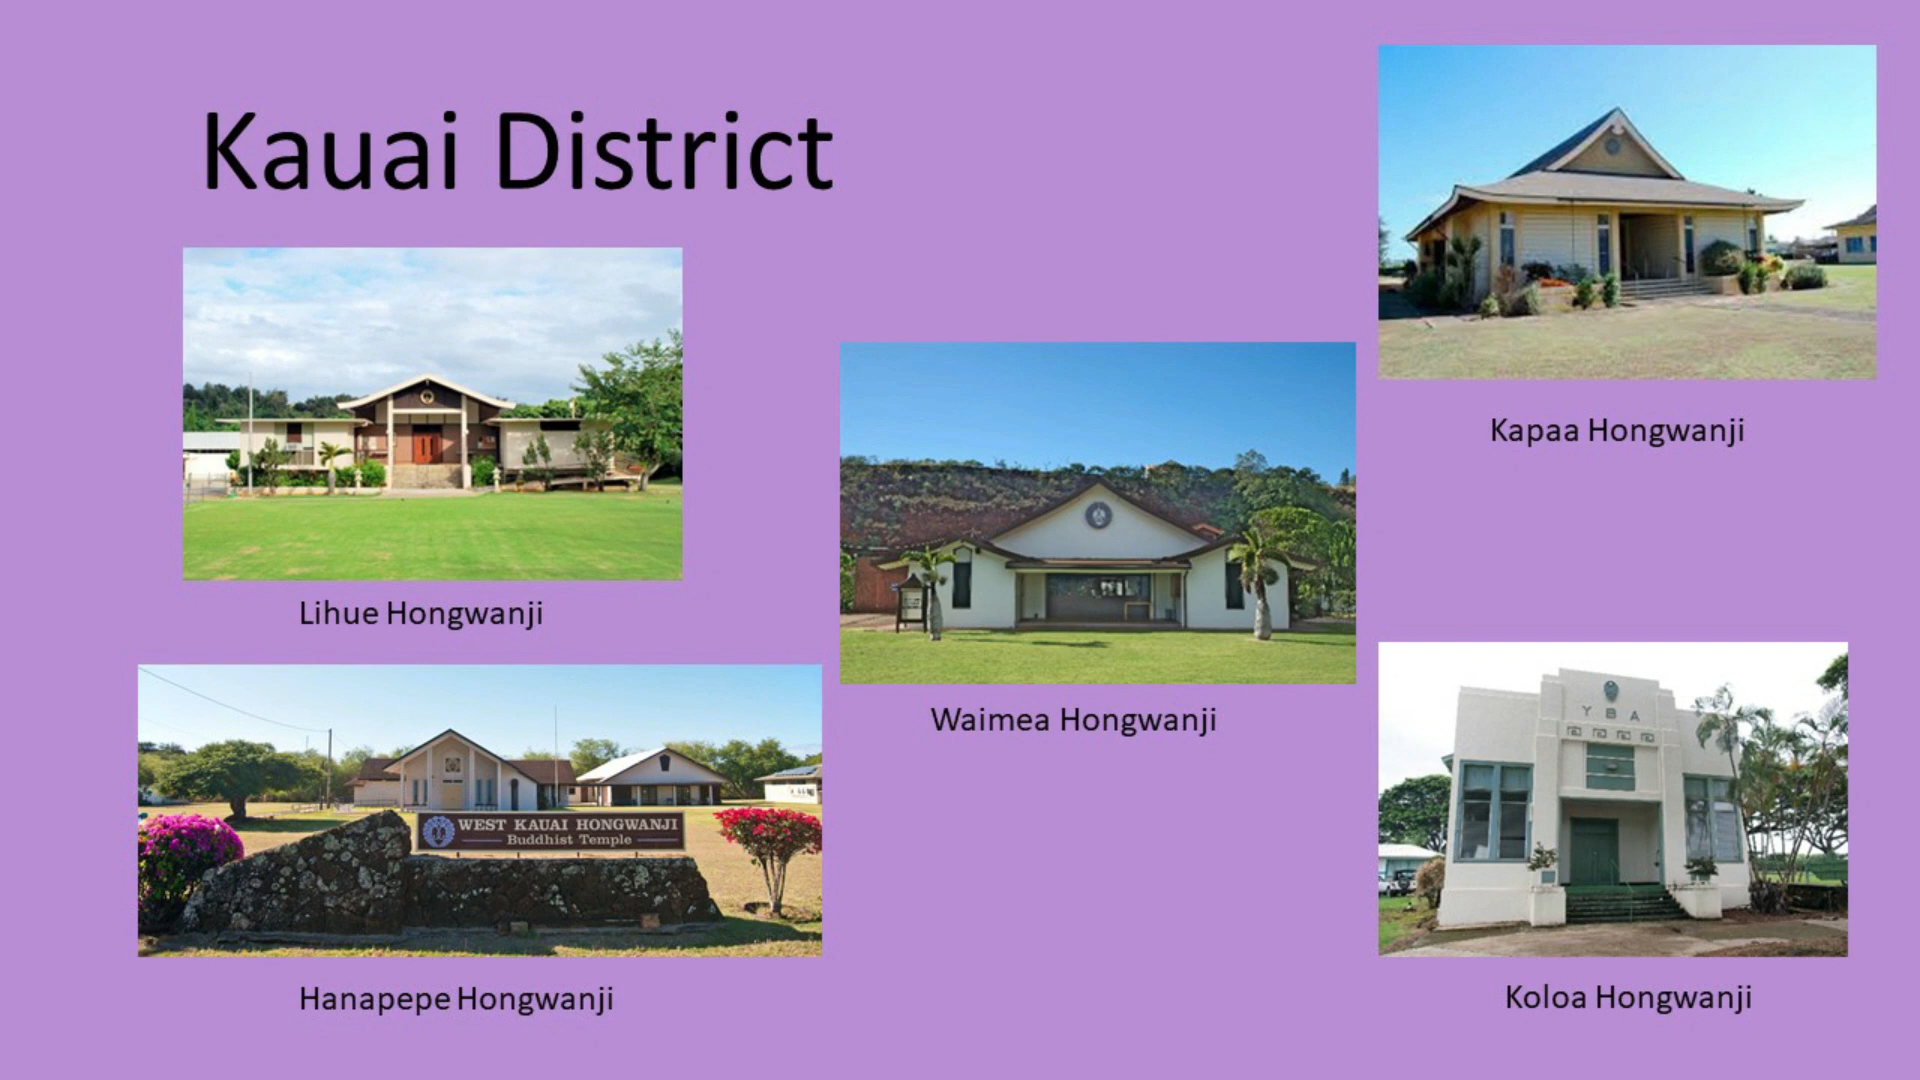 Kauai District
Lihue Hongwanji
WEST KAUAI HONGWANJI
Buddhist Temple
Hanapepe Hongwanji
Waimea Hongwanji
Kapaa Hongwanji
Y B A
Koloa Hongwanji